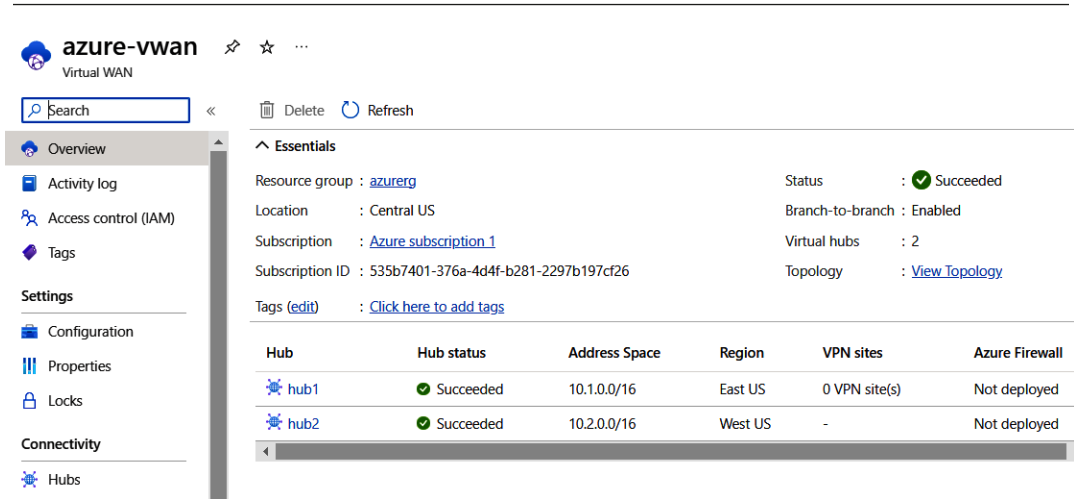 azure-vwan
Virtual WAN
Search
Delete Refresh
Overview
Activity log
Access control (IAM)
Tags
Settings
Configuration
Properties
Locks
Connectivity
Hubs
Essentials
Resource group : azurerg
Location : Central US
Subscription : Azure subscription 1
Subscription ID : 535b7401-376a-4d4f-b281-2297b197cf26
Tags (edit) : Click here to add tags
Status : Succeeded
Branch-to-branch : Enabled
Virtual hubs : 2
Topology : View Topology
Hub Hub status Address Space Region VPN sites Azure Firewall
hub1 Succeeded 10.1.0.0/16 East US 0 VPN site(s) Not deployed
hub2 Succeeded 10.2.0.0/16 West US - Not deployed